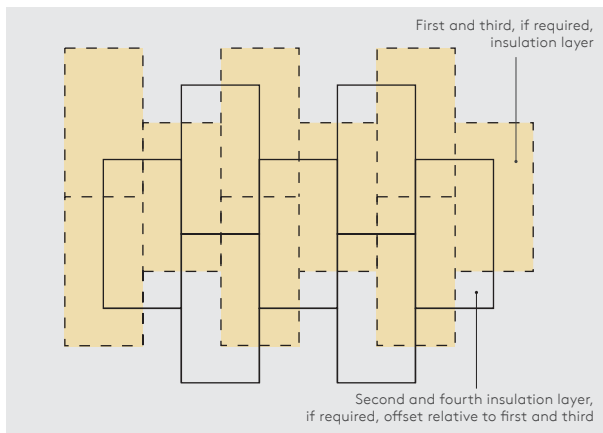 First and third, if required,
insulation layer
Second and fourth insulation layer,
if required, offset relative to first and third